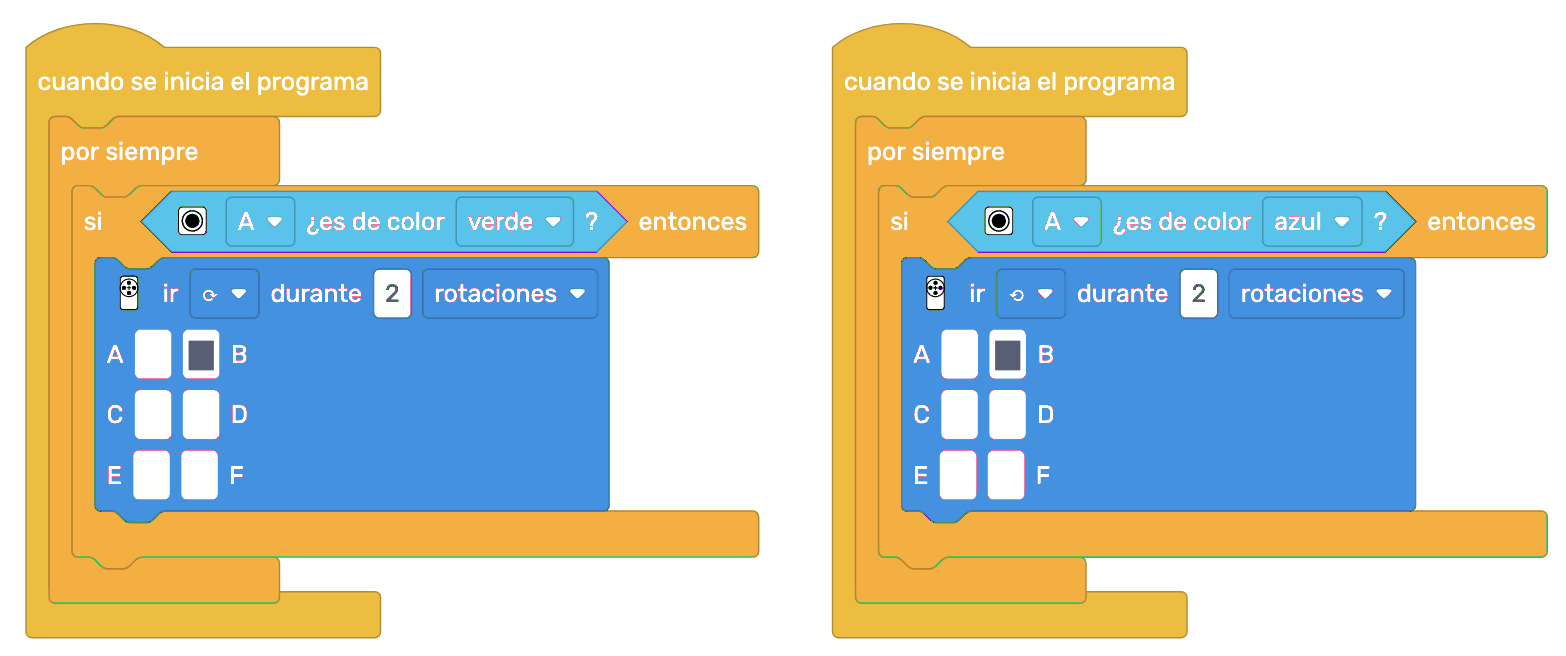 cuando se inicia el programa
por siempre
si A ¿es de color verde ? entonces
ir durante 2 rotaciones
A B
C D
E F
cuando se inicia el programa
por siempre
si A ¿es de color azul ? entonces
ir durante 2 rotaciones
A B
C D
E F